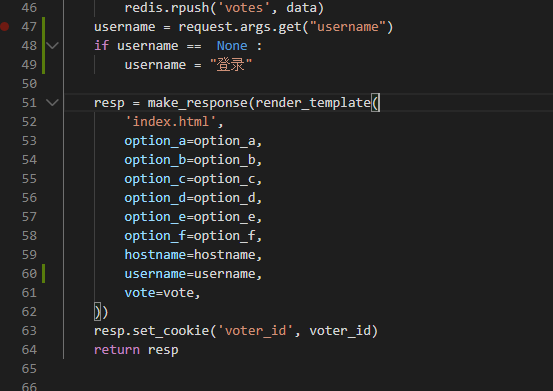 46 redis.rpush('votes', data)
47 username = request.args.get("username")
48 if username ==  None :
49 username = "登录"
50
51 resp = make_response(render_template(
52 'index.html',
53 option_a=option_a,
54 option_b=option_b,
55 option_c=option_c,
56 option_d=option_d,
57 option_e=option_e,
58 option_f=option_f,
59 hostname=hostname,
60 username=username,
61 vote=vote,
62 ))
63 resp.set_cookie('voter_id', voter_id)
64 return resp
65
66